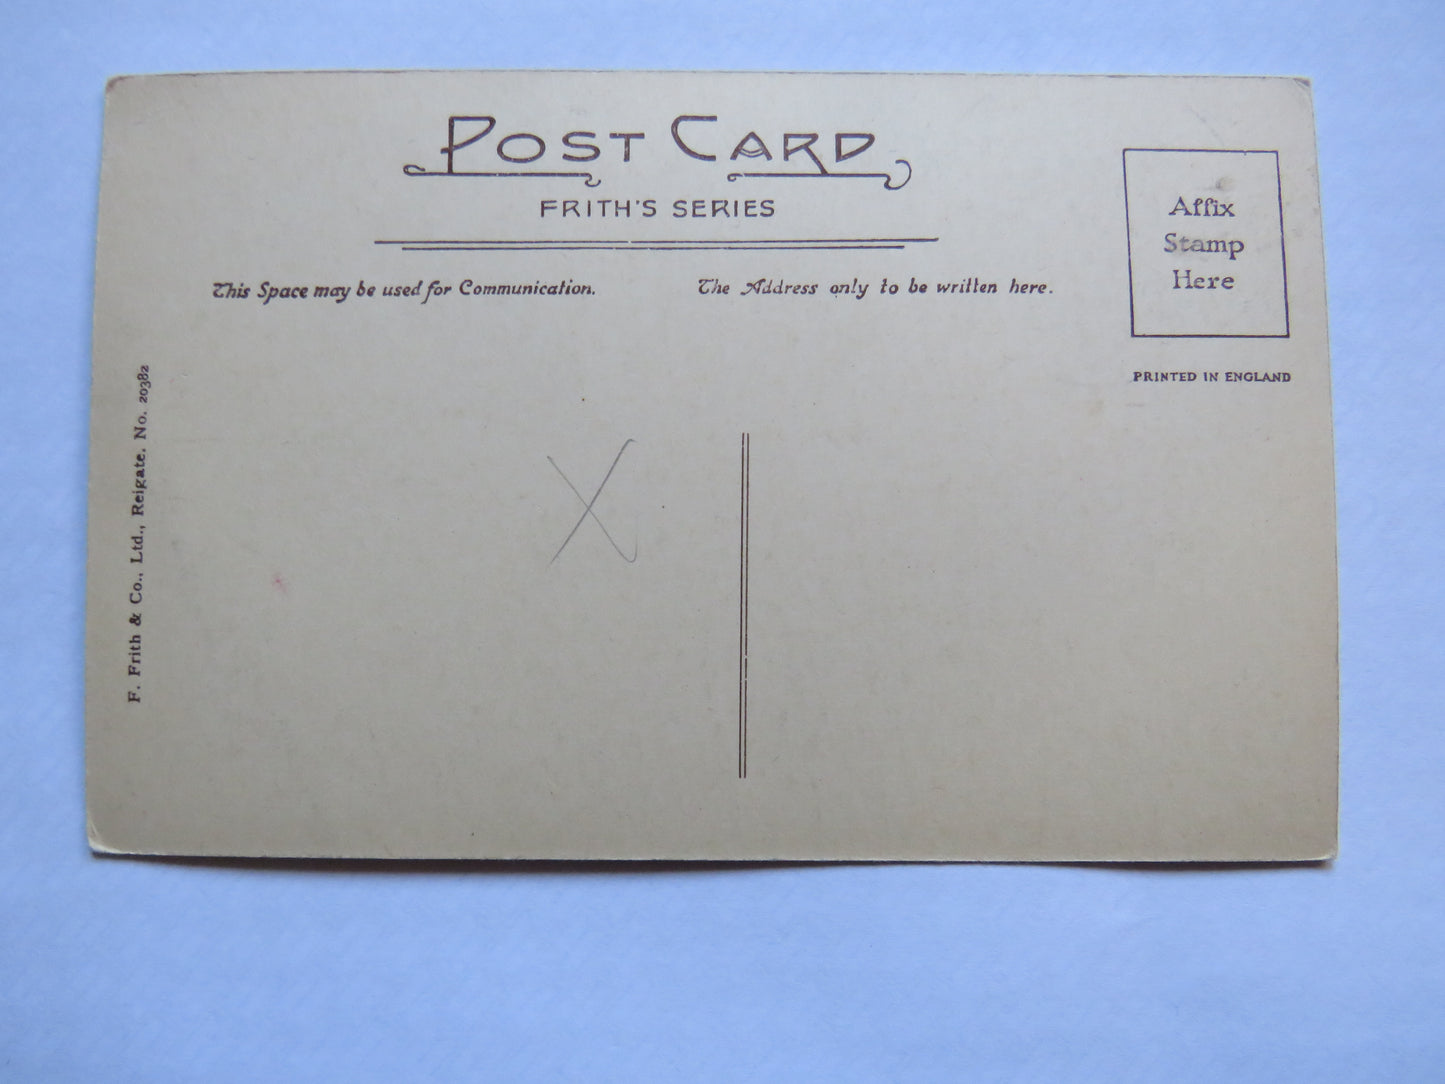 POST CARD
FRITH'S SERIES
This Space may be used for Communication.
The Address only to be written here.
Affix
Stamp
Here
PRINTED IN ENGLAND
F. Frith & Co., Ltd., Reigate. No. 20382
X